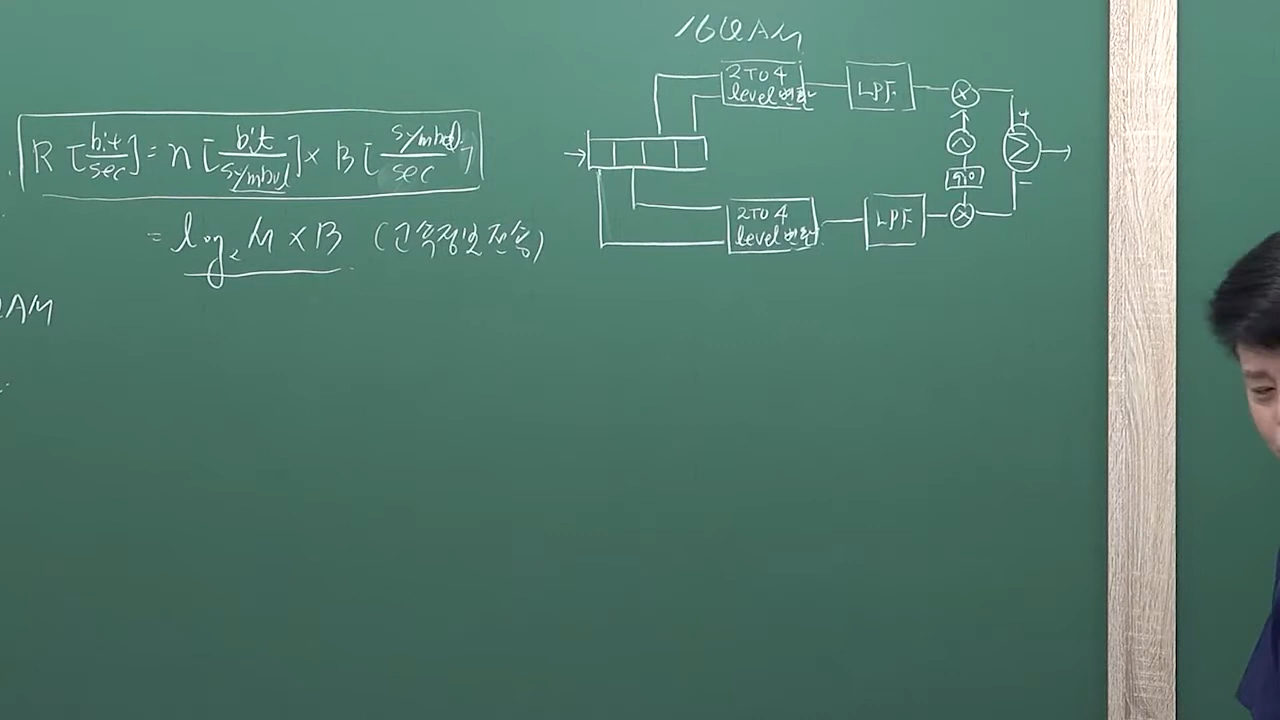 R [bit/sec] = n [bit/symbol] × B [symbol/sec]
= log₂ M × B (고속정보전송)
QAM
16QAM
2TO4
level변환
LPF
×
90
×
+
Σ
−
2TO4
level변환
LPF